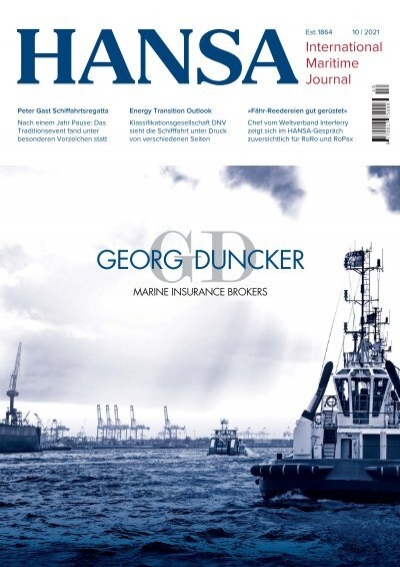 HANSA
Est. 1864
10 | 2021
International
Maritime
Journal
Peter Gast Schiffahrtsregatta
Nach einem Jahr Pause: Das
Traditionsevent fand unter
besonderen Vorzeichen statt
Energy Transition Outlook
Klassifikationsgesellschaft DNV
sieht die Schifffahrt unter Druck
von verschiedenen Seiten
»Fähr-Reedereien gut gerüstet«
Chef vom Weltverband Interferry
zeigt sich im HANSA-Gespräch
zuversichtlich für RoRo und RoPax
GD
GEORG DUNCKER
MARINE INSURANCE BROKERS